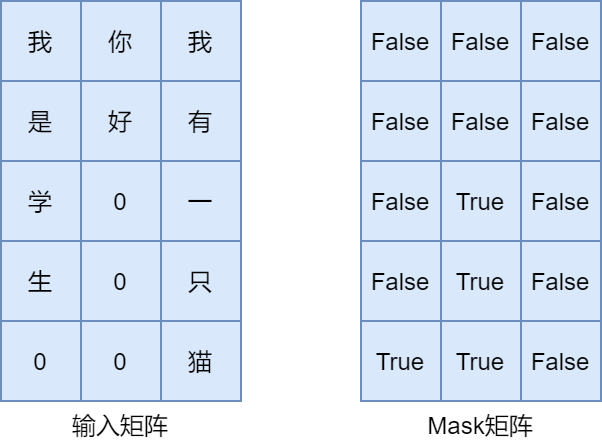 我 你 我 False False False
是 好 有 False False False
学 0 一 False True False
生 0 只 False True False
0 0 猫 True True False
输入矩阵 Mask矩阵